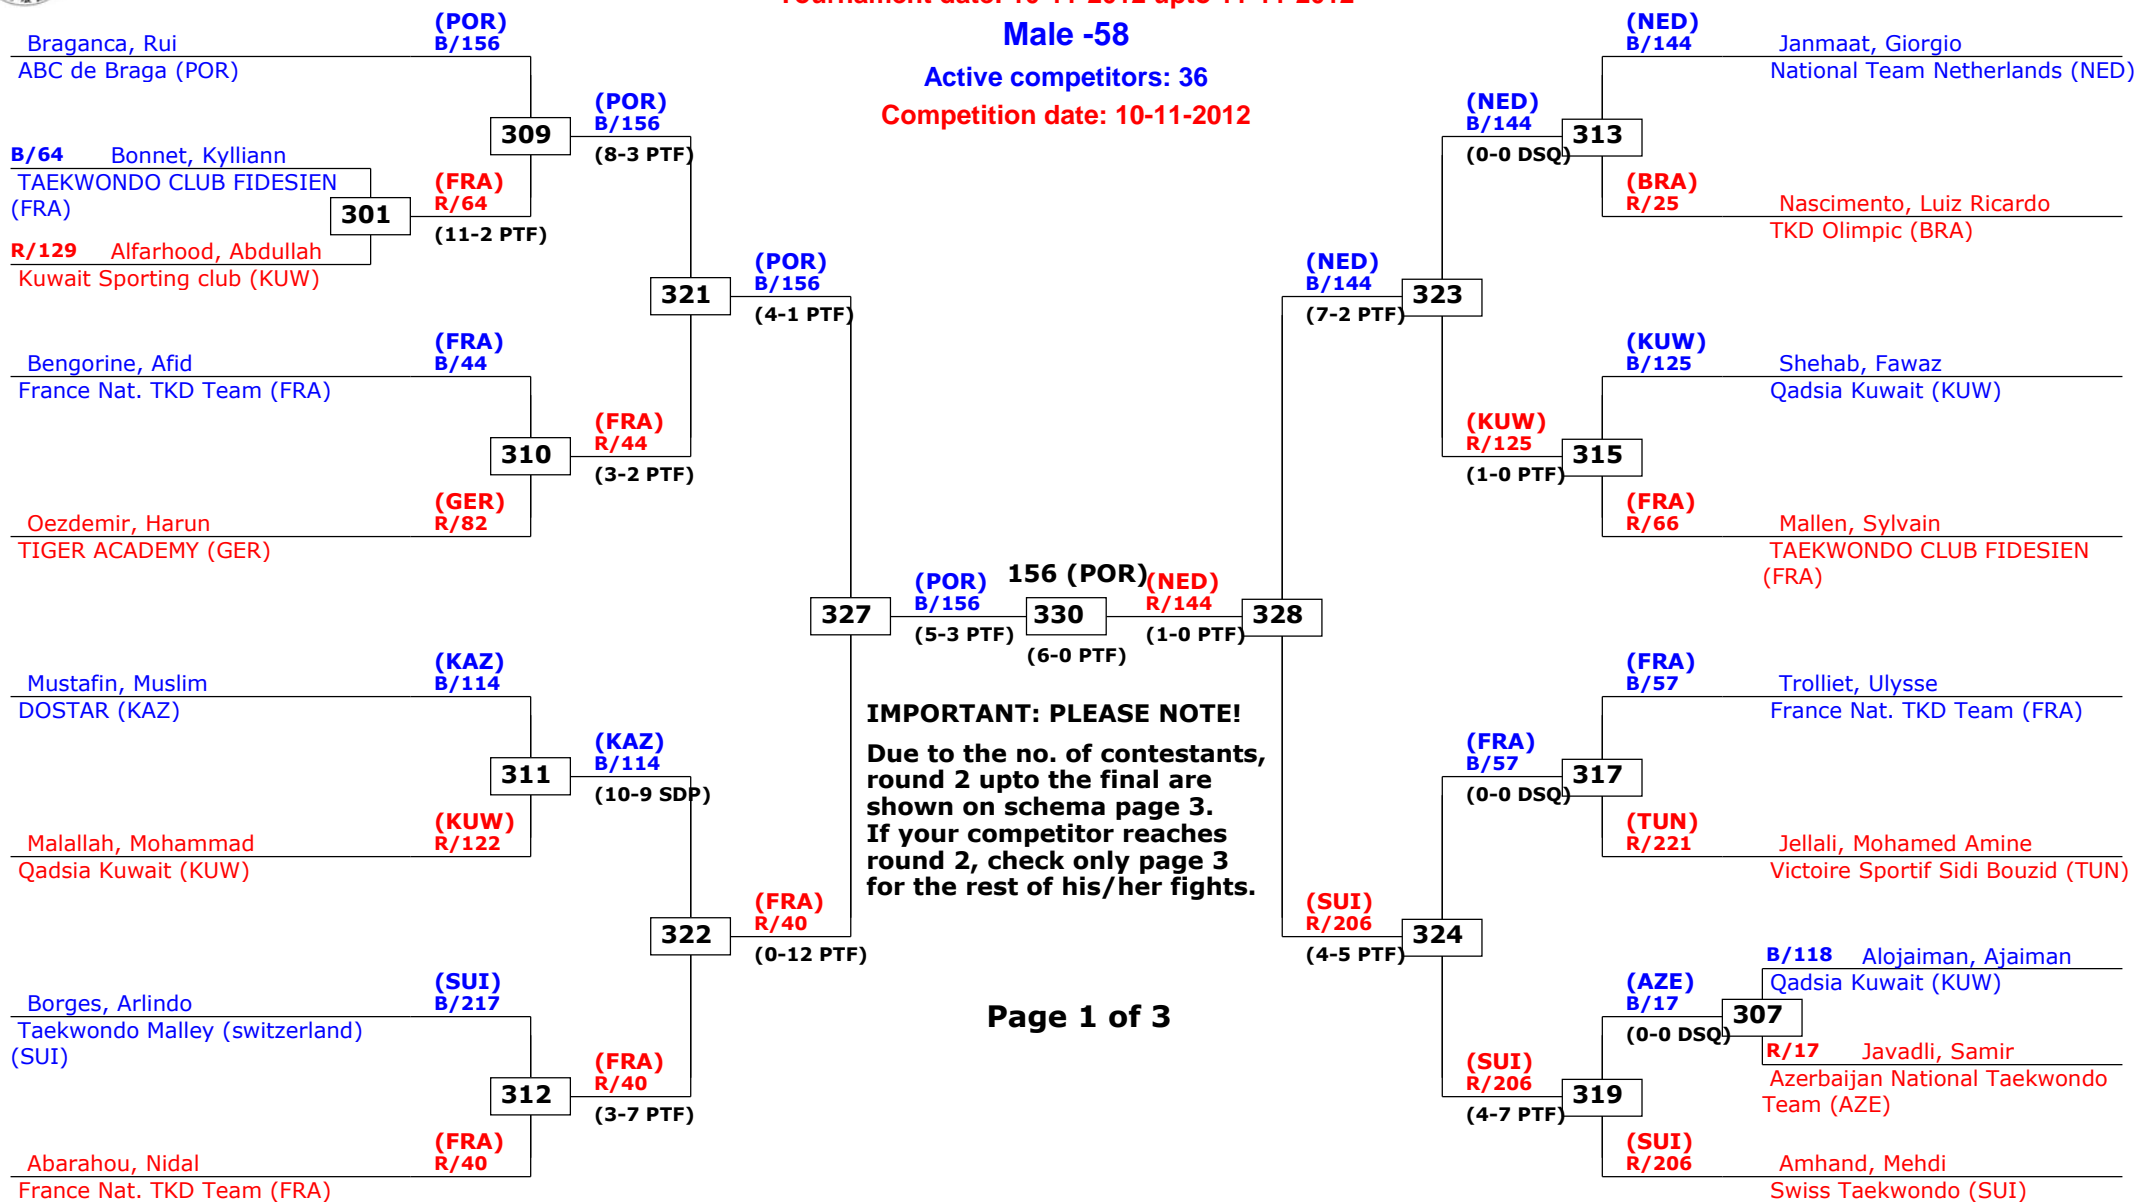 Tournament date: 10-11-2012 upto 11-11-2012
Male -58
Active competitors: 36
Competition date: 10-11-2012
Braganca, Rui
(POR)
B/156
ABC de Braga (POR)
309
(POR)
B/156
(8-3 PTF)
B/64 Bonnet, Kylliann
TAEKWONDO CLUB FIDESIEN
(FRA)
301
(FRA)
R/64
(11-2 PTF)
R/129 Alfarhood, Abdullah
Kuwait Sporting club (KUW)
321
(POR)
B/156
(4-1 PTF)
Bengorine, Afid
(FRA)
B/44
France Nat. TKD Team (FRA)
310
(FRA)
R/44
(3-2 PTF)
Oezdemir, Harun
(GER)
R/82
TIGER ACADEMY (GER)
327
(POR)
B/156
(5-3 PTF)
156 (POR)
330
(6-0 PTF)
(NED)
R/144
(1-0 PTF)
328
Mustafin, Muslim
(KAZ)
B/114
DOSTAR (KAZ)
311
(KAZ)
B/114
(10-9 SDP)
Malallah, Mohammad
(KUW)
R/122
Qadsia Kuwait (KUW)
322
(FRA)
R/40
(0-12 PTF)
Borges, Arlindo
(SUI)
B/217
Taekwondo Malley (switzerland)
(SUI)
312
(FRA)
R/40
(3-7 PTF)
Abarahou, Nidal
(FRA)
R/40
France Nat. TKD Team (FRA)
IMPORTANT: PLEASE NOTE!
Due to the no. of contestants,
round 2 upto the final are
shown on schema page 3.
If your competitor reaches
round 2, check only page 3
for the rest of his/her fights.
Page 1 of 3
(NED)
B/144
Janmaat, Giorgio
National Team Netherlands (NED)
(NED)
B/144
(0-0 DSQ)
313
(BRA)
R/25
Nascimento, Luiz Ricardo
TKD Olimpic (BRA)
(NED)
B/144
(7-2 PTF)
323
(KUW)
B/125
Shehab, Fawaz
Qadsia Kuwait (KUW)
(KUW)
R/125
(1-0 PTF)
315
(FRA)
R/66
Mallen, Sylvain
TAEKWONDO CLUB FIDESIEN
(FRA)
(FRA)
B/57
Trolliet, Ulysse
France Nat. TKD Team (FRA)
(FRA)
B/57
(0-0 DSQ)
317
(TUN)
R/221
Jellali, Mohamed Amine
Victoire Sportif Sidi Bouzid (TUN)
(SUI)
R/206
(4-5 PTF)
324
B/118 Alojaiman, Ajaiman
Qadsia Kuwait (KUW)
(AZE)
B/17
(0-0 DSQ)
307
R/17 Javadli, Samir
Azerbaijan National Taekwondo
Team (AZE)
(SUI)
R/206
(4-7 PTF)
319
(SUI)
R/206
Amhand, Mehdi
Swiss Taekwondo (SUI)